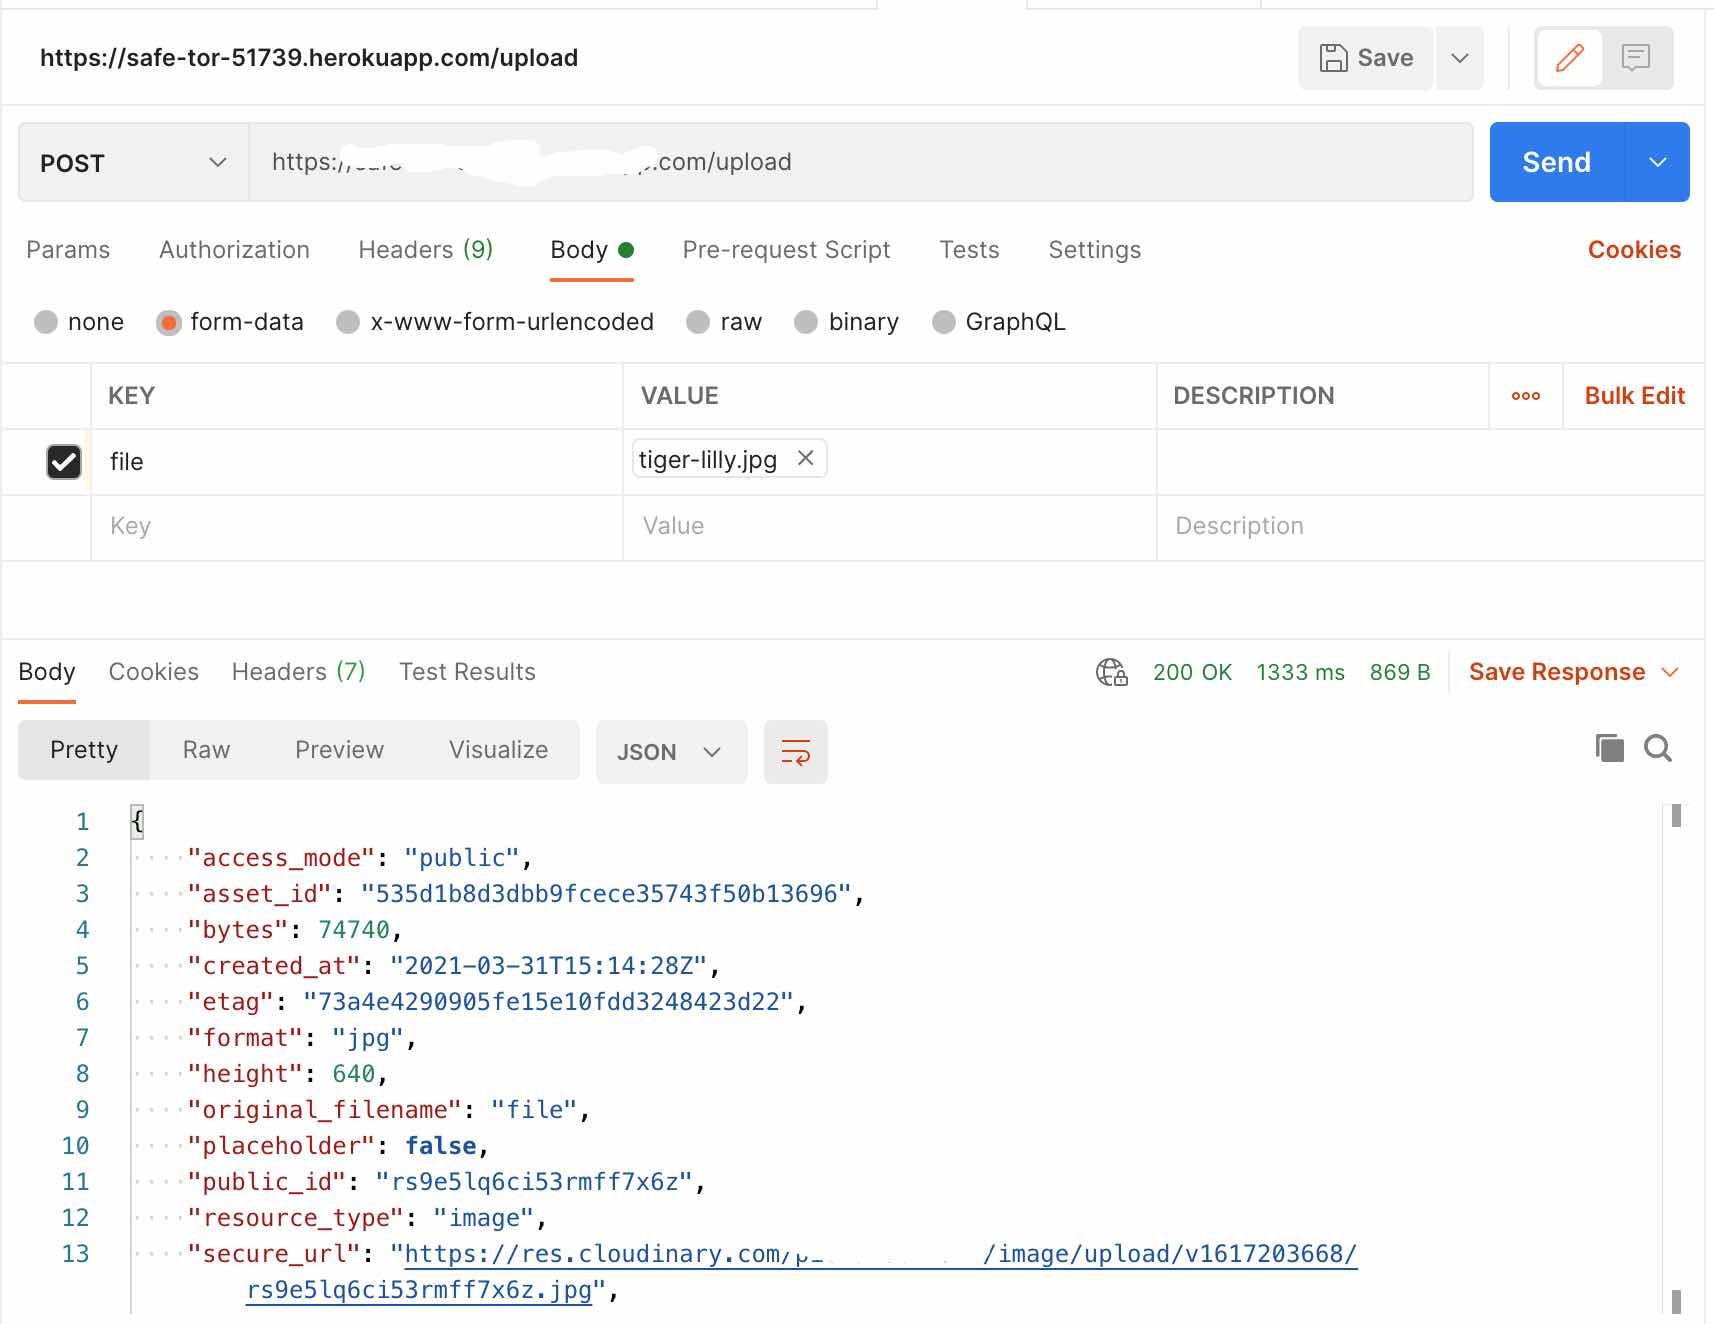 https://safe-tor-51739.herokuapp.com/upload
Save
POST https:/ .com/upload Send
Params Authorization Headers (9) Body Pre-request Script Tests Settings Cookies
none form-data x-www-form-urlencoded raw binary GraphQL
KEY VALUE DESCRIPTION ooo Bulk Edit
file tiger-lilly.jpg
Key Value Description
Body Cookies Headers (7) Test Results 200 OK 1333 ms 869 B Save Response
Pretty Raw Preview Visualize JSON
1 {
2 "access_mode": "public",
3 "asset_id": "535d1b8d3dbb9fcece35743f50b13696",
4 "bytes": 74740,
5 "created_at": "2021-03-31T15:14:28Z",
6 "etag": "73a4e4290905fe15e10fdd3248423d22",
7 "format": "jpg",
8 "height": 640,
9 "original_filename": "file",
10 "placeholder": false,
11 "public_id": "rs9e5lq6ci53rmff7x6z",
12 "resource_type": "image",
13 "secure_url": "https://res.cloudinary.com/ /image/upload/v1617203668/
rs9e5lq6ci53rmff7x6z.jpg",